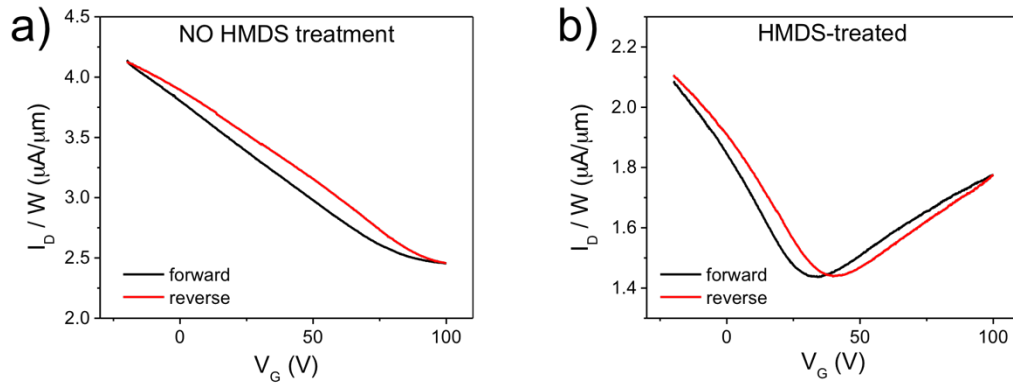 a)
NO HMDS treatment
4.5
4.0
3.5
3.0
2.5
2.0
I_D / W (μA/μm)
forward
reverse
0
50
100
V_G (V)
b)
HMDS-treated
2.2
2.0
1.8
1.6
1.4
I_D / W (μA/μm)
forward
reverse
0
50
100
V_G (V)